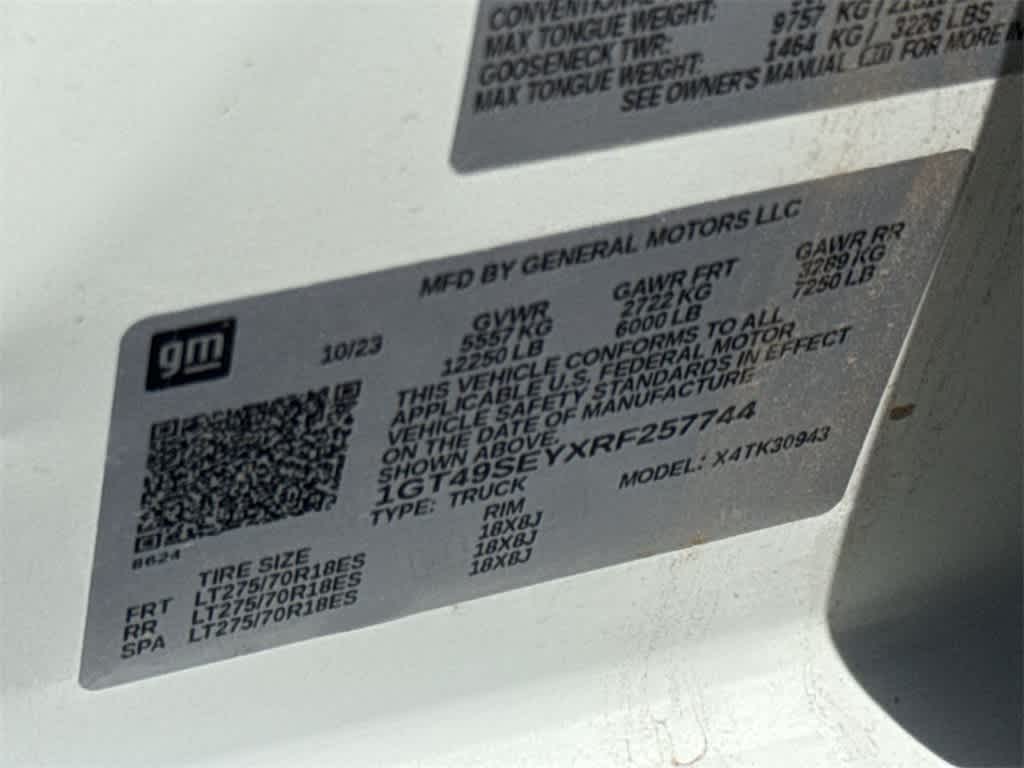 CONVENTIONAL
MAX TONGUE WEIGHT: 9757 KG /
GOOSENECK TWR: 1464 KG / 3226 LBS
MAX TONGUE WEIGHT:
SEE OWNER'S MANUAL FOR MORE IN
MFD BY GENERAL MOTORS LLC
gm
10/23
GVWR GAWR FRT GAWR RR
5557 KG 2722 KG 3289 KG
12250 LB 6000 LB 7250 LB
THIS VEHICLE CONFORMS TO ALL
APPLICABLE U.S. FEDERAL MOTOR
VEHICLE SAFETY STANDARDS IN EFFECT
ON THE DATE OF MANUFACTURE
SHOWN ABOVE.
1GT49SEYXRF257744
TYPE: TRUCK MODEL: X4TK30943
8624
TIRE SIZE RIM
FRT LT275/70R18ES 18X8J
RR LT275/70R18ES 18X8J
SPA LT275/70R18ES 18X8J